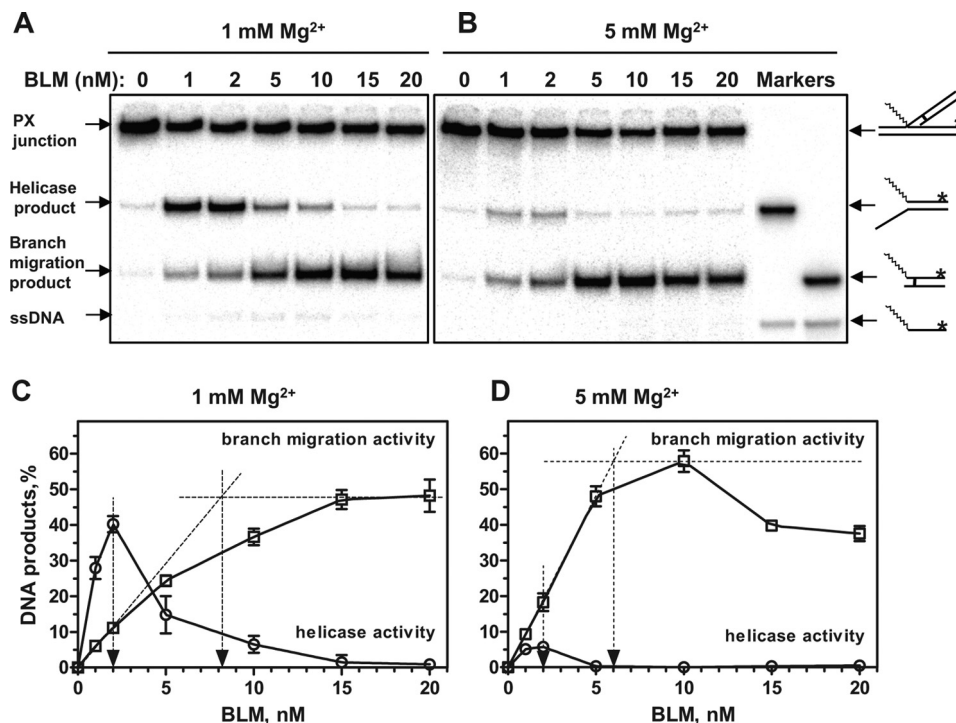 A
1 mM Mg²⁺
B
5 mM Mg²⁺
BLM (nM): 0 1 2 5 10 15 20
0 1 2 5 10 15 20 Markers
PX
junction
Helicase
product
Branch
migration
product
ssDNA
*
*
*
C
1 mM Mg²⁺
D
5 mM Mg²⁺
DNA products,%
60
50
40
30
20
10
0
branch migration activity
helicase activity
0 5 10 15 20
BLM, nM
60
50
40
30
20
10
0
branch migration activity
helicase activity
0 5 10 15 20
BLM, nM